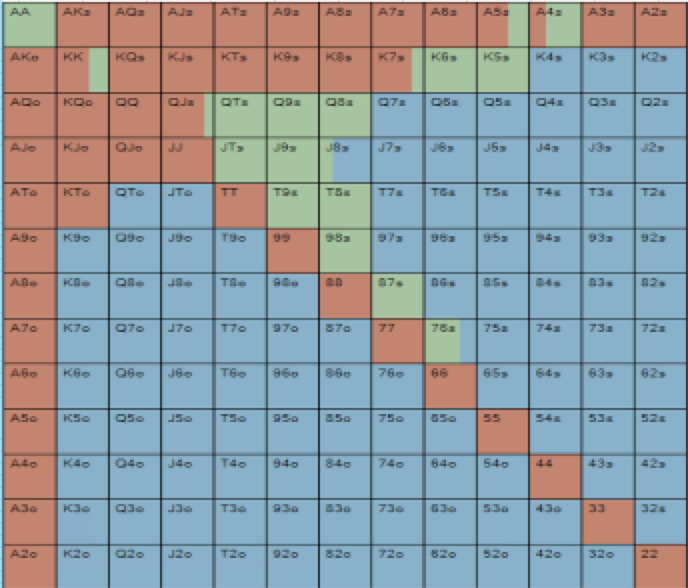 AA AKs AQs AJs ATs A9s A8s A7s A6s A5s A4s A3s A2s
AKo KK KQs KJs KTs K9s K8s K7s K6s K5s K4s K3s K2s
AQo KQo QQ QJs QTs Q9s Q8s Q7s Q6s Q5s Q4s Q3s Q2s
AJo KJo QJo JJ JTs J9s J8s J7s J6s J5s J4s J3s J2s
ATo KTo QTo JTo TT T9s T8s T7s T6s T5s T4s T3s T2s
A9o K9o Q9o J9o T9o 99 98s 97s 96s 95s 94s 93s 92s
A8o K8o Q8o J8o T8o 98o 88 87s 86s 85s 84s 83s 82s
A7o K7o Q7o J7o T7o 97o 87o 77 76s 75s 74s 73s 72s
A6o K6o Q6o J6o T6o 96o 86o 76o 66 65s 64s 63s 62s
A5o K5o Q5o J5o T5o 95o 85o 75o 65o 55 54s 53s 52s
A4o K4o Q4o J4o T4o 94o 84o 74o 64o 54o 44 43s 42s
A3o K3o Q3o J3o T3o 93o 83o 73o 63o 53o 43o 33 32s
A2o K2o Q2o J2o T2o 92o 82o 72o 62o 52o 42o 32o 22